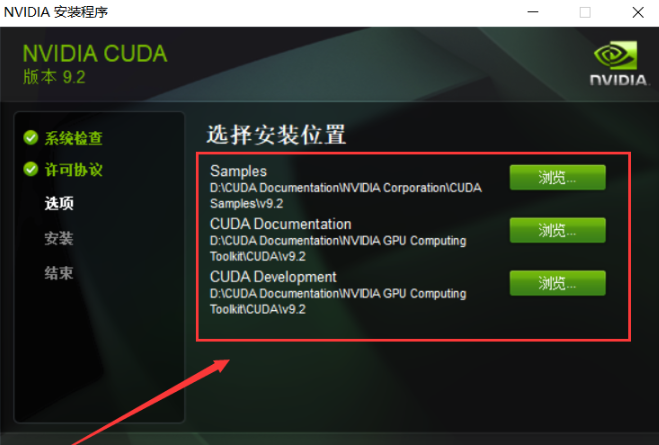 NVIDIA 安装程序
NVIDIA CUDA
版本 9.2
NVIDIA.
系统检查
许可协议
选项
安装
结束
选择安装位置
Samples
D:\CUDA Documentation\NVIDIA Corporation\CUDA
Samples\v9.2
浏览...
CUDA Documentation
D:\CUDA Documentation\NVIDIA GPU Computing
Toolkit\CUDA\v9.2
浏览...
CUDA Development
D:\CUDA Documentation\NVIDIA GPU Computing
Toolkit\CUDA\v9.2
浏览...